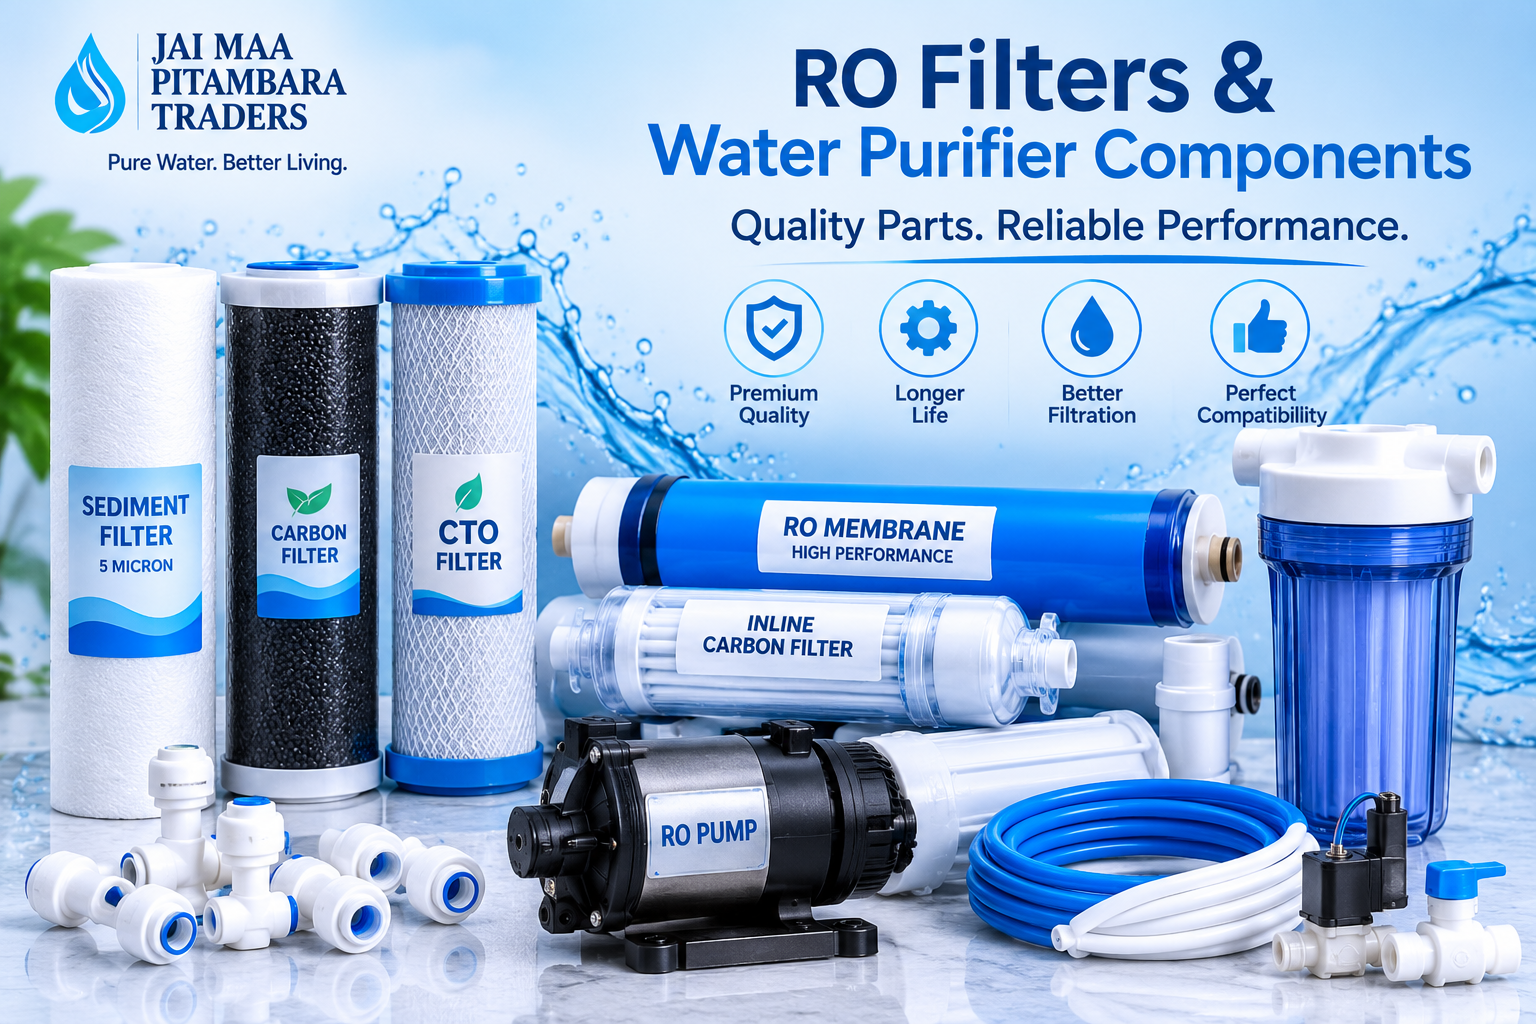 JAI MAA
PITAMBARA
TRADERS
Pure Water. Better Living.
RO Filters &
Water Purifier Components
Quality Parts. Reliable Performance.
Premium
Quality
Longer
Life
Better
Filtration
Perfect
Compatibillity
SEDIMENT
FILTER
5 MICRON
CARBON
FILTER
CTO
FILTER
RO MEMBRANE
HIGH PERFORMANCE
INLINE
CARBON FILTER
RO PUMP